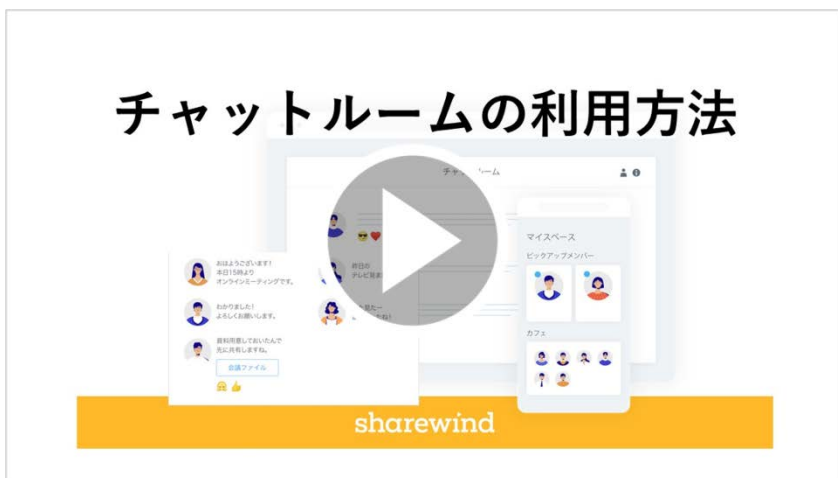 チャットルームの利用方法
マイスペース
ピックアップメンバー
おはようございます!
本日15時より
オンラインミーティングです。
わかりました!
よろしくお願いします。
資料用意しておいたんで
先に共有しますね。
会議ファイル
昨日の
カフェ
sharewind